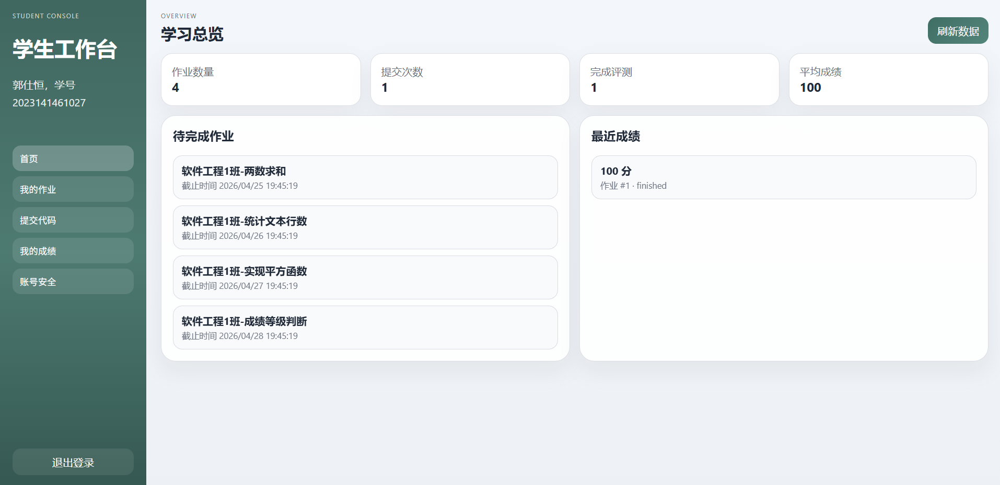 STUDENT CONSOLE
学生工作台
郭仕恒，学号
2023141461027
首页
我的作业
提交代码
我的成绩
账号安全
退出登录
OVERVIEW
学习总览
刷新数据
作业数量
4
提交次数
1
完成评测
1
平均成绩
100
待完成作业
软件工程1班-两数求和
截止时间 2026/04/25 19:45:19
软件工程1班-统计文本行数
截止时间 2026/04/26 19:45:19
软件工程1班-实现平方函数
截止时间 2026/04/27 19:45:19
软件工程1班-成绩等级判断
截止时间 2026/04/28 19:45:19
最近成绩
100 分
作业 #1 · finished